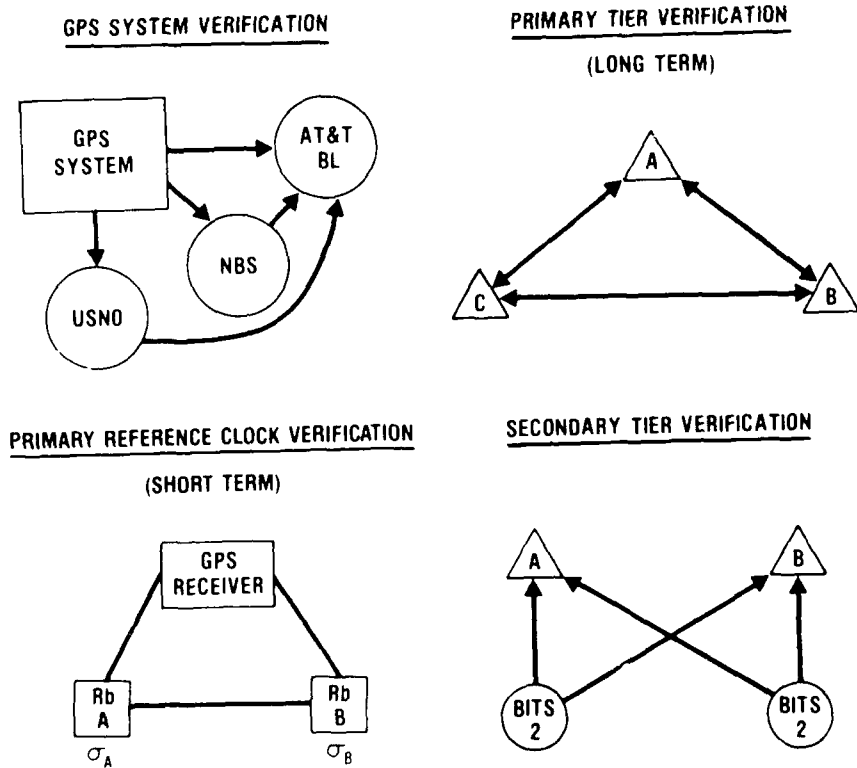 GPS SYSTEM VERIFICATION
GPS
SYSTEM
AT&T
BL
NBS
USNO
PRIMARY TIER VERIFICATION
(LONG TERM)
A
C
B
PRIMARY REFERENCE CLOCK VERIFICATION
(SHORT TERM)
GPS
RECEIVER
Rb
A
Rb
B
σA
σB
SECONDARY TIER VERIFICATION
A
B
BITS
2
BITS
2